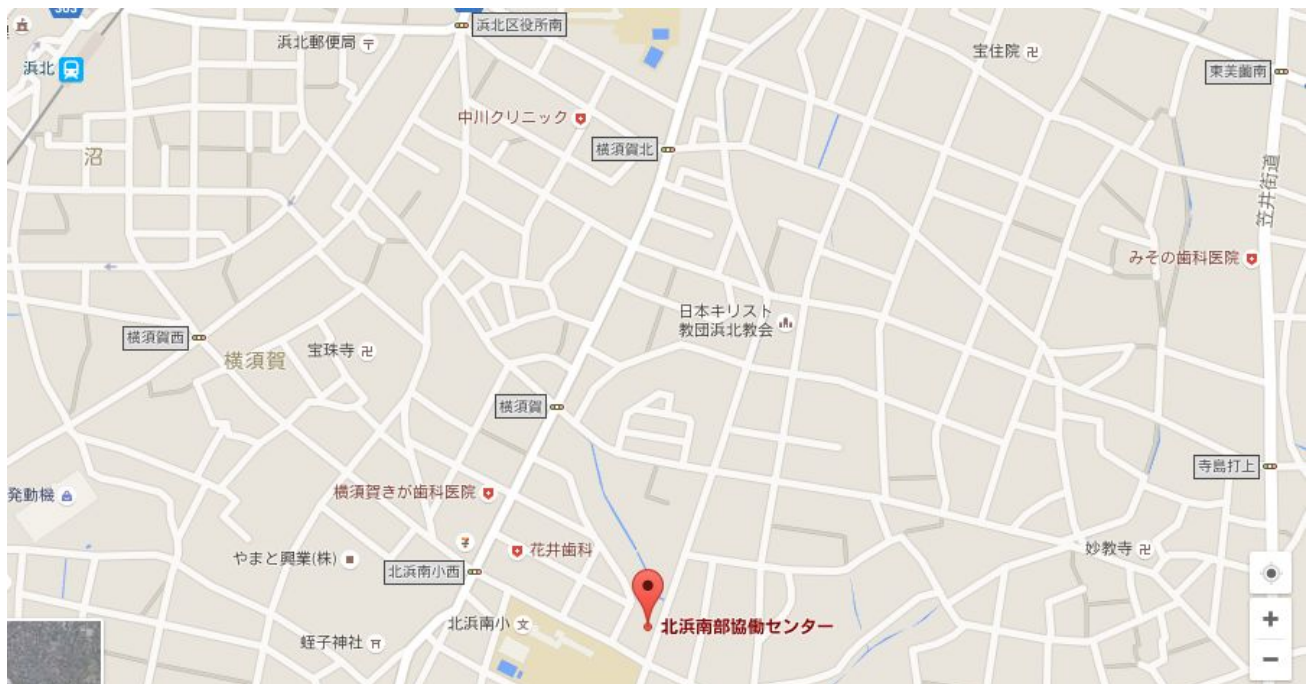 浜北区役所南
浜北郵便局
宝住院
浜北
東美薗南
中川クリニック
横須賀北
沼
笠井街道
みその歯科医院
日本キリスト
教団浜北教会
横須賀西
横須賀
宝珠寺
横須賀
寺島打上
横須賀きが歯科医院
発動機
花井歯科
妙教寺
やまと興業(株)
北浜南小西
北浜南小
文
北浜南部協働センター
蛭子神社